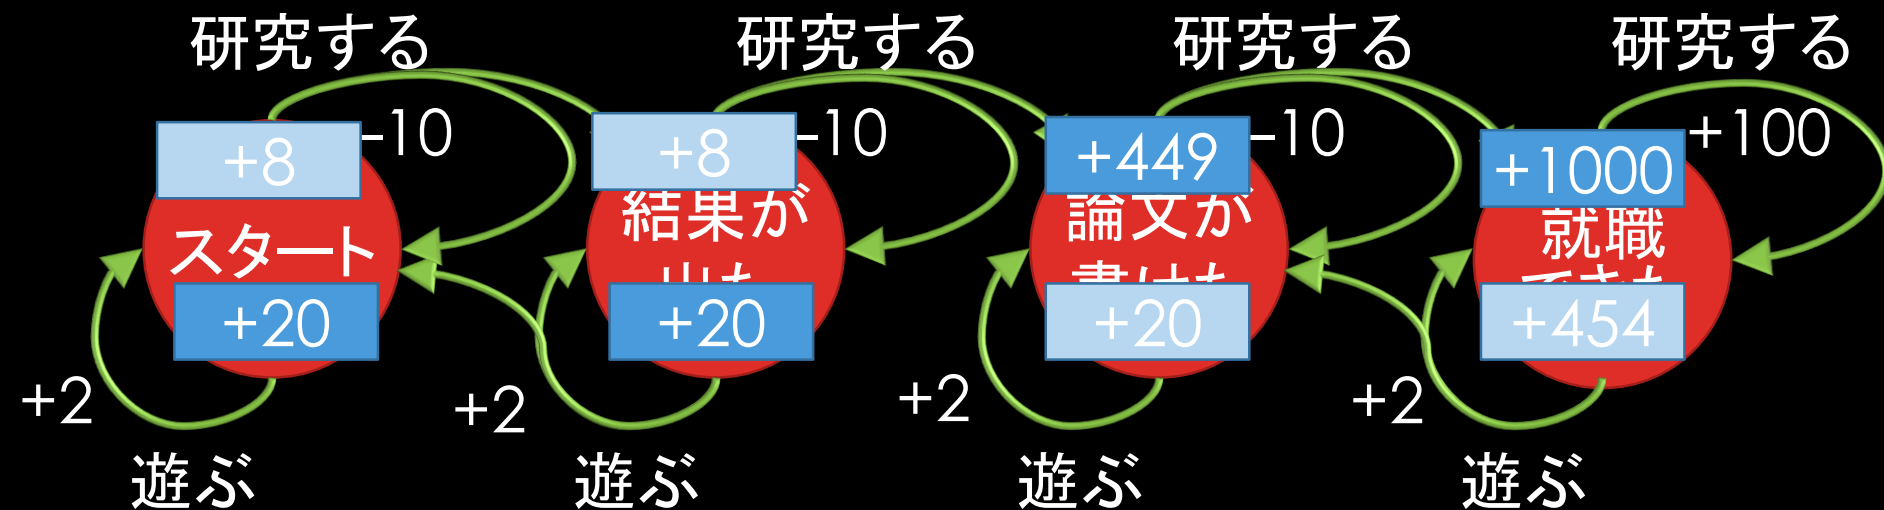 研究する
研究する
研究する
研究する
-10
-10
-10
+100
+8
+8
+449
+1000
スタート
結果が
論文が
就職
+20
+20
+20
+454
+2
+2
+2
+2
遊ぶ
遊ぶ
遊ぶ
遊ぶ